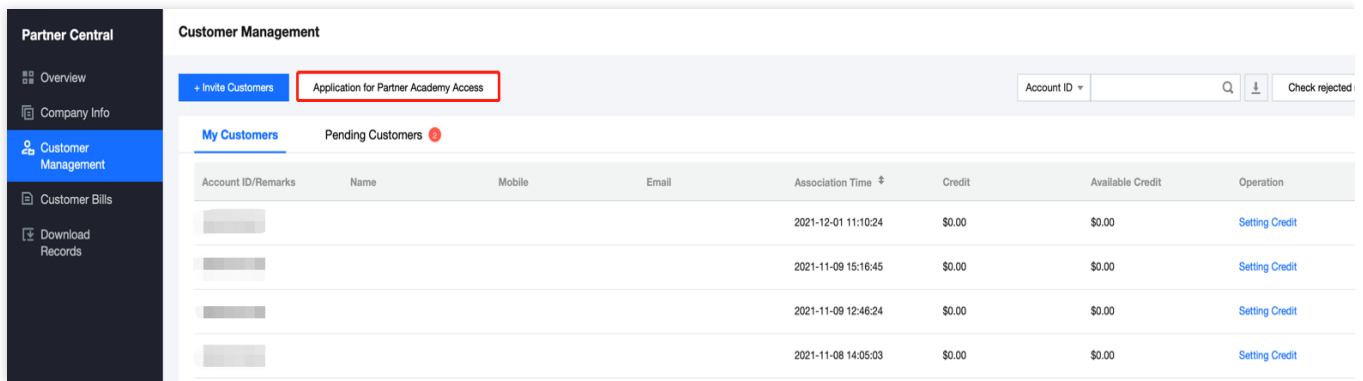 Partner Central
Overview
Company Info
Customer
Management
Customer Bills
Download
Records
Customer Management
+ Invite Customers Application for Partner Academy Access Account ID Check rejected
My Customers Pending Customers 2
Account ID/Remarks Name Mobile Email Association Time Credit Available Credit Operation
2021-12-01 11:10:24 $0.00 $0.00 Setting Credit
2021-11-09 15:16:45 $0.00 $0.00 Setting Credit
2021-11-09 12:46:24 $0.00 $0.00 Setting Credit
2021-11-08 14:05:03 $0.00 $0.00 Setting Credit